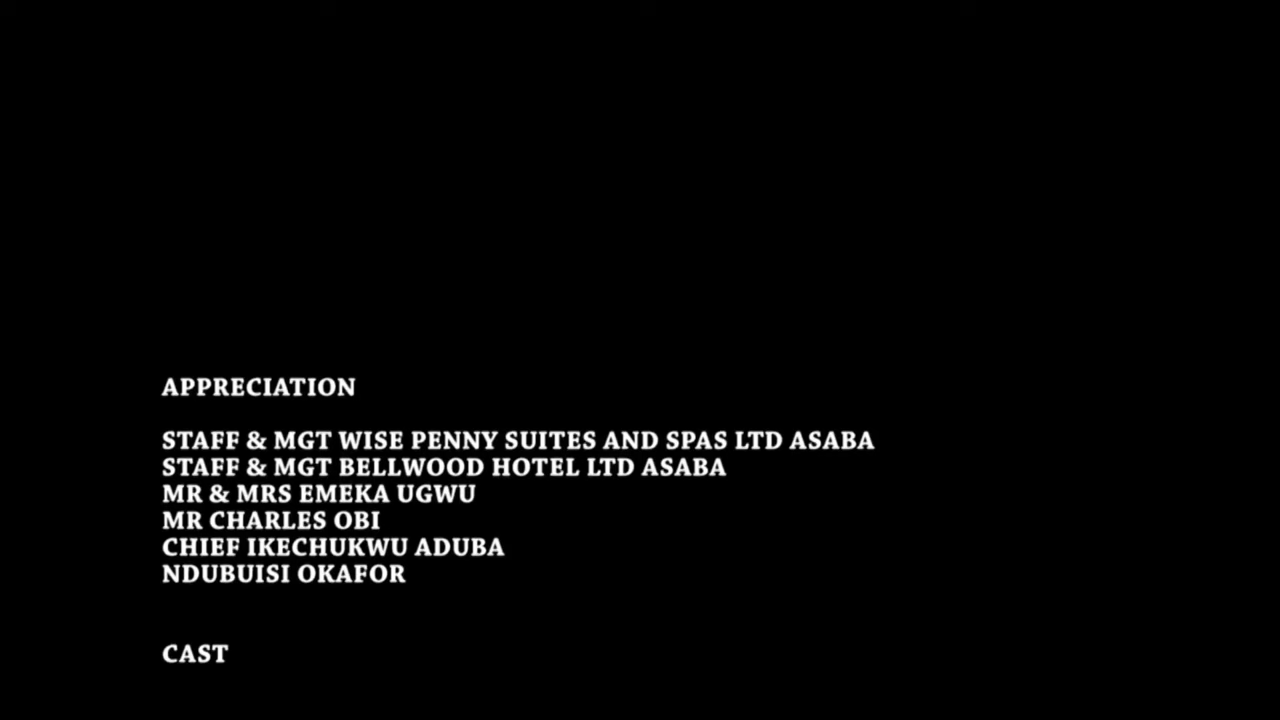 APPRECIATION
STAFF & MGT WISE PENNY SUITES AND SPAS LTD ASABA
STAFF & MGT BELLWOOD HOTEL LTD ASABA
MR & MRS EMEKA UGWU
MR CHARLES OBI
CHIEF IKECHUKWU ADUBA
NDUBUISI OKAFOR
CAST